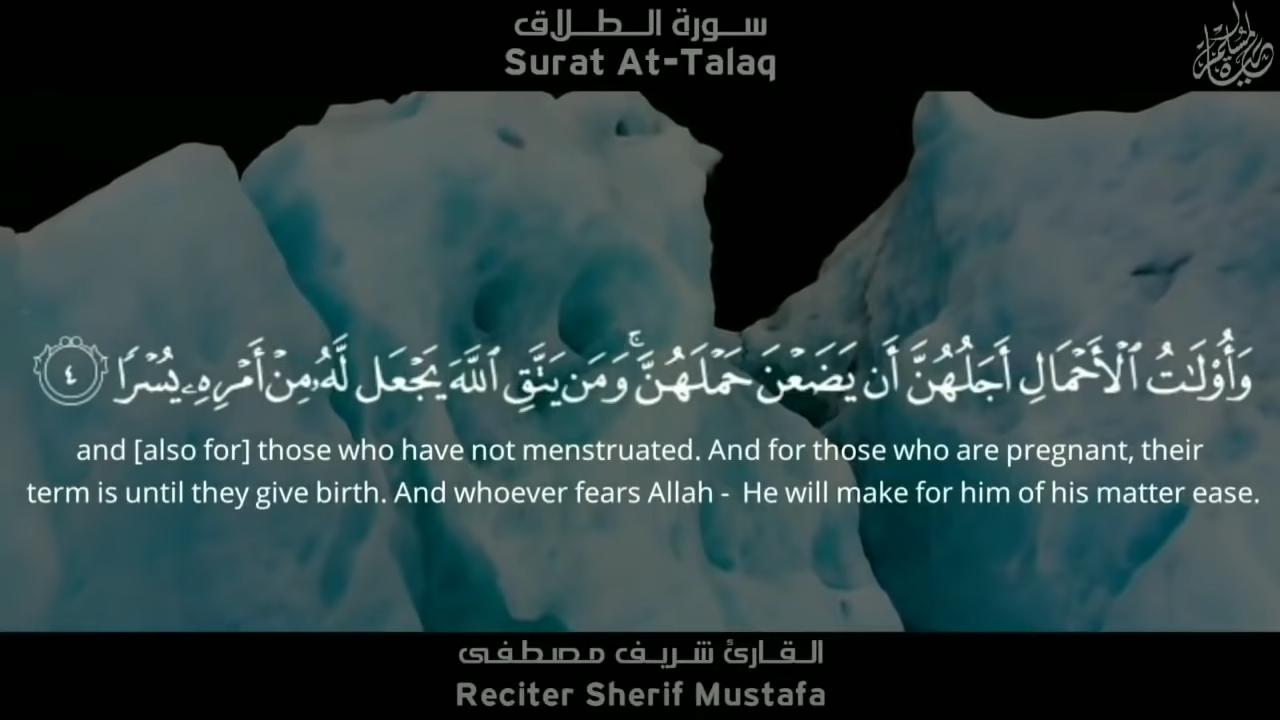 سورة الطلاق
Surat At-Talaq
شبكة المسلم
وَأُوْلَٰتُ ٱلْأَحْمَالِ أَجَلُهُنَّ أَن يَضَعْنَ حَمْلَهُنَّ ۚ وَمَن يَتَّقِ ٱللَّهَ يَجْعَل لَّهُۥ مِنْ أَمْرِهِۦ يُسْرًا ٤
and [also for] those who have not menstruated. And for those who are pregnant, their
term is until they give birth. And whoever fears Allah - He will make for him of his matter ease.
القارئ شريف مصطفى
Reciter Sherif Mustafa